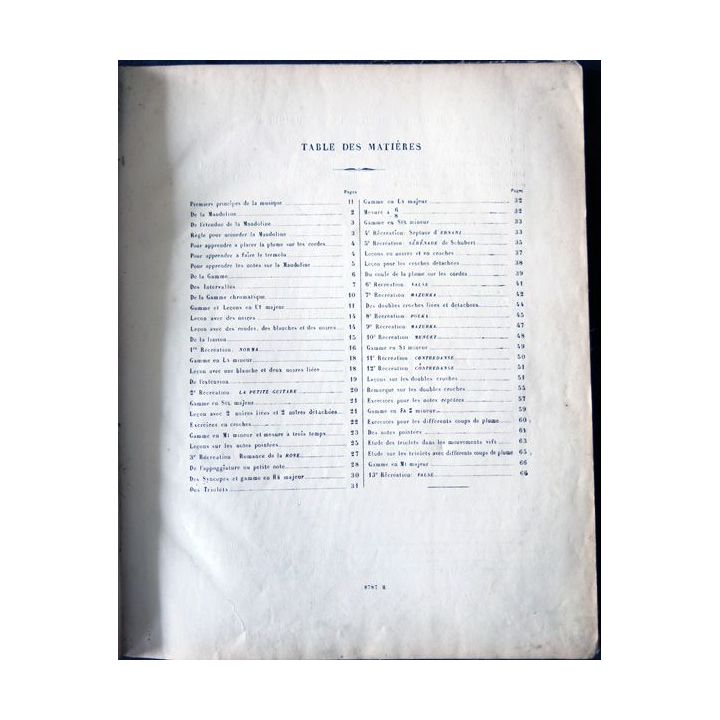 TABLE DES MATIÈRES
Pages
Premiers principes de la musique 11
De la Mandoline 2
De l'étendue de la Mandoline 3
Règle pour accorder la Mandoline 3
Pour apprendre à placer la plume sur les cordes 4
Pour apprendre à faire le tremolo 4
Pour apprendre les notes sur la Mandoline 5
De la Gamme 6
Des Intervalles 7
De la Gamme chromatique 10
Gamme et Leçons en UT majeur 11
Leçon avec des noires 14
Leçon avec des rondes, des blanches et des noires 14
De la liaison 15
1re Récréation: NORMA 16
Gamme en LA mineur 18
Leçon avec une blanche et deux noires liées 18
De l'extension 19
2e Récréation: LA PETITE GUITARE 20
Gamme en SOL majeur 21
Leçon avec 2 noires liées et 2 noires détachées 21
Exercices en croches 22
Gamme en MI mineur et mesure à trois temps 23
Leçons sur les notes pointées 25
3e Récréation: Romance de la ROSE 27
De l'appoggiature ou petite note 28
Des Syncopes et gamme en RÉ majeur 30
Des Triolets 31
Pages
Gamme en LA majeur 32
Mesure à 6/8 32
Gamme en SOL mineur 33
4e Récréation: Septuor d'ERNANI 33
5e Récréation: SÉRÉNADE de Schubert 35
Leçons en noires et en croches 37
Leçon pour les croches détachées 38
Du coulé de la plume sur les cordes 39
6e Récréation: VALSE 41
7e Récréation: MAZURKA 42
Des doubles croches liées et détachées 44
8e Récréation: POLKA 45
9e Récréation: MAZURKA 47
10e Récréation: MENUET 48
Gamme en SI mineur 49
11e Récréation: CONTREDANSE 50
12e Récréation: CONTREDANSE 51
Leçons sur les doubles croches 51
Remarque sur les doubles croches 55
Exercices pour les notes répétées 57
Gamme en FA # mineur 59
Exercices pour les différents coups de plume 60
Des notes pointées 61
Etude des triolets dans les mouvements vifs 63
Etude sur les triolets avec différents coups de plume 65
Gamme en MI majeur 66
13e Récréation: VALSE 66